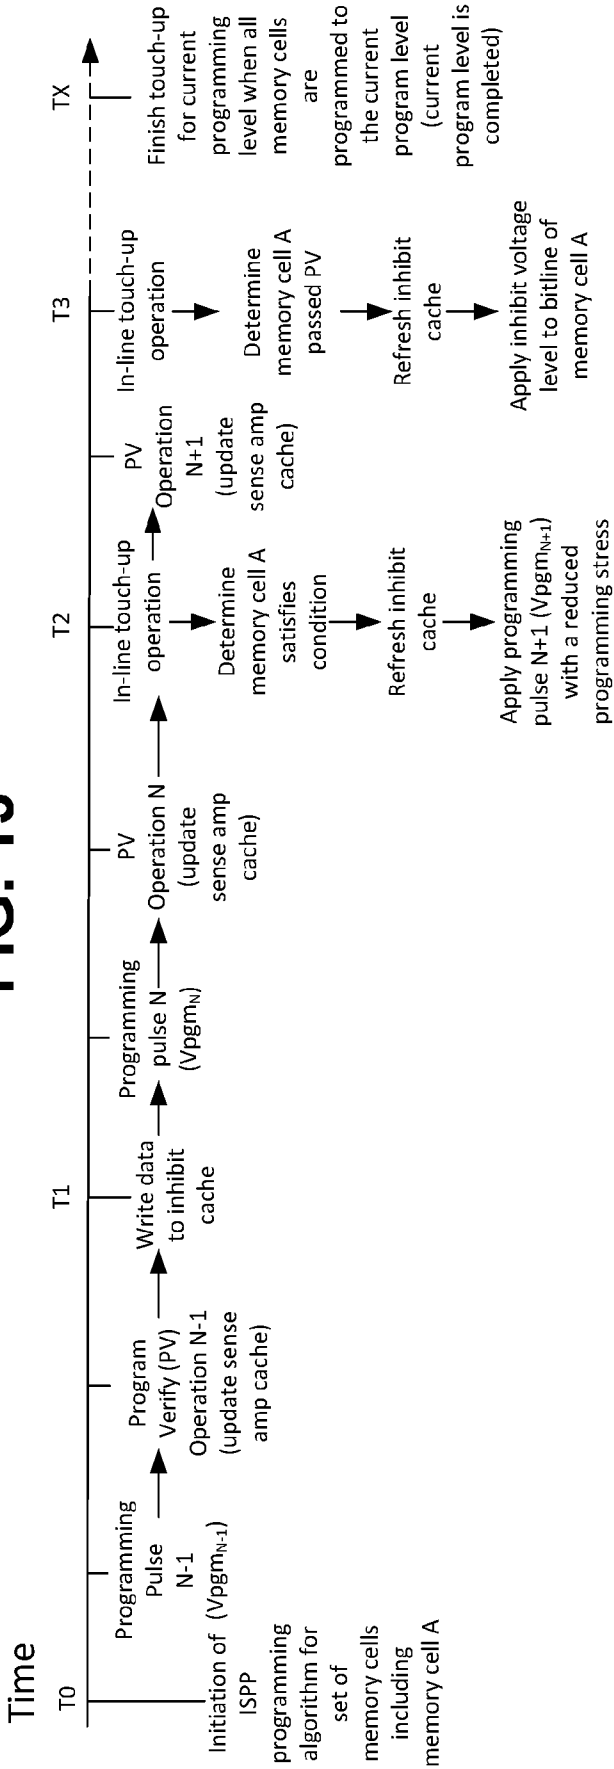 FIG.
Time
T0
Initiation of
ISPP
programming
algorithm for
set of
memory cells
including
memory cell A
Programming
Pulse
N-1
(VpgmN-1)
Program
Verify (PV)
Operation N-1
(update sense
amp cache)
T1
Write data
to inhibit
cache
Programming
pulse N
(VpgmN)
PV
Operation N
(update
sense amp
cache)
T2
In-line touch-up
operation
Determine
memory cell A
satisfies
condition
Refresh inhibit
cache
Apply programming
pulse N+1 (VpgmN+1)
with a reduced
programming stress
PV
Operation
N+1
(update
sense amp
cache)
T3
In-line touch-up
operation
Determine
memory cell A
passed PV
Refresh inhibit
cache
Apply inhibit voltage
level to bitline of
memory cell A
TX
Finish touch-up
for current
programming
level when all
memory cells
are
programmed to
the current
program level
(current
program level is
completed)